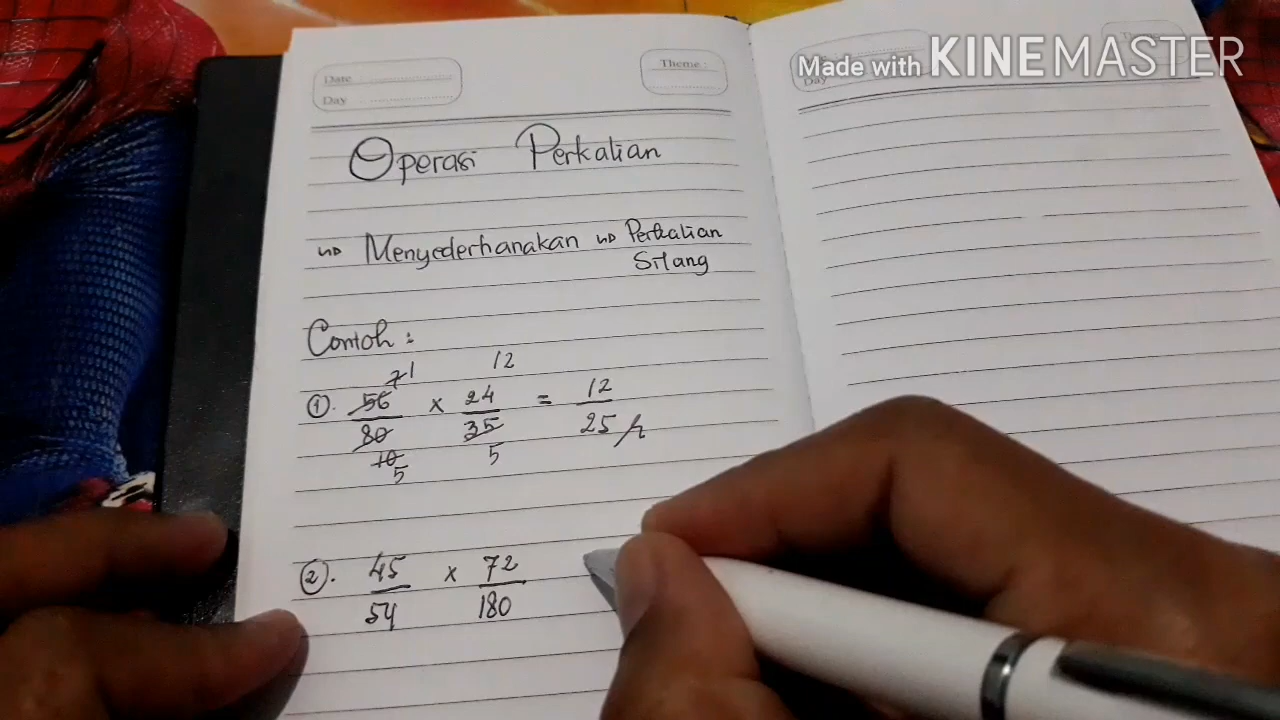 Made with KINEMASTER
Date
Day
Theme :
Operasi Perkalian
Menyederhanakan
Perkalian
Silang
Contoh :
7 1 12
① . 56 × 24 = 12
80 35 25
10 5
5
② . 45 × 72
54 180